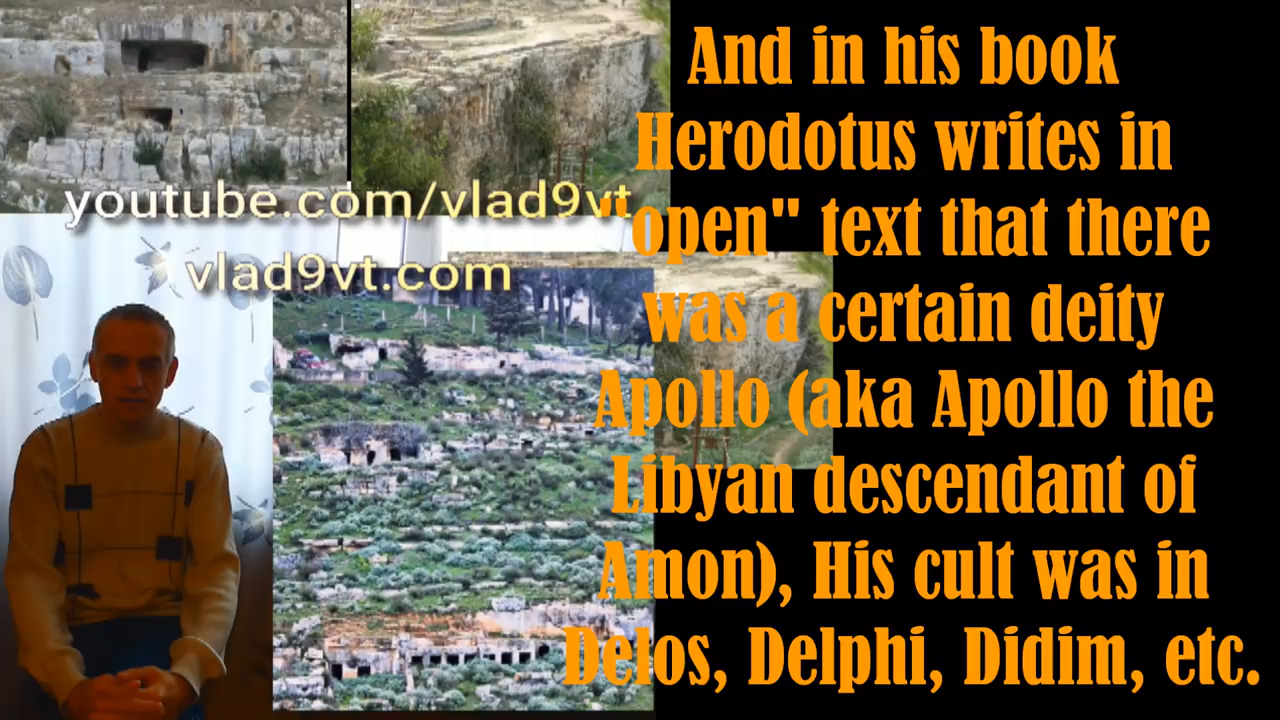 And in his book
Herodotus writes in
"open" text that there
was a certain deity
Apollo (aka Apollo the
Libyan descendant of
Amon), His cult was in
Delos, Delphi, Didim, etc.
youtube.com/vlad9vt
vlad9vt.com